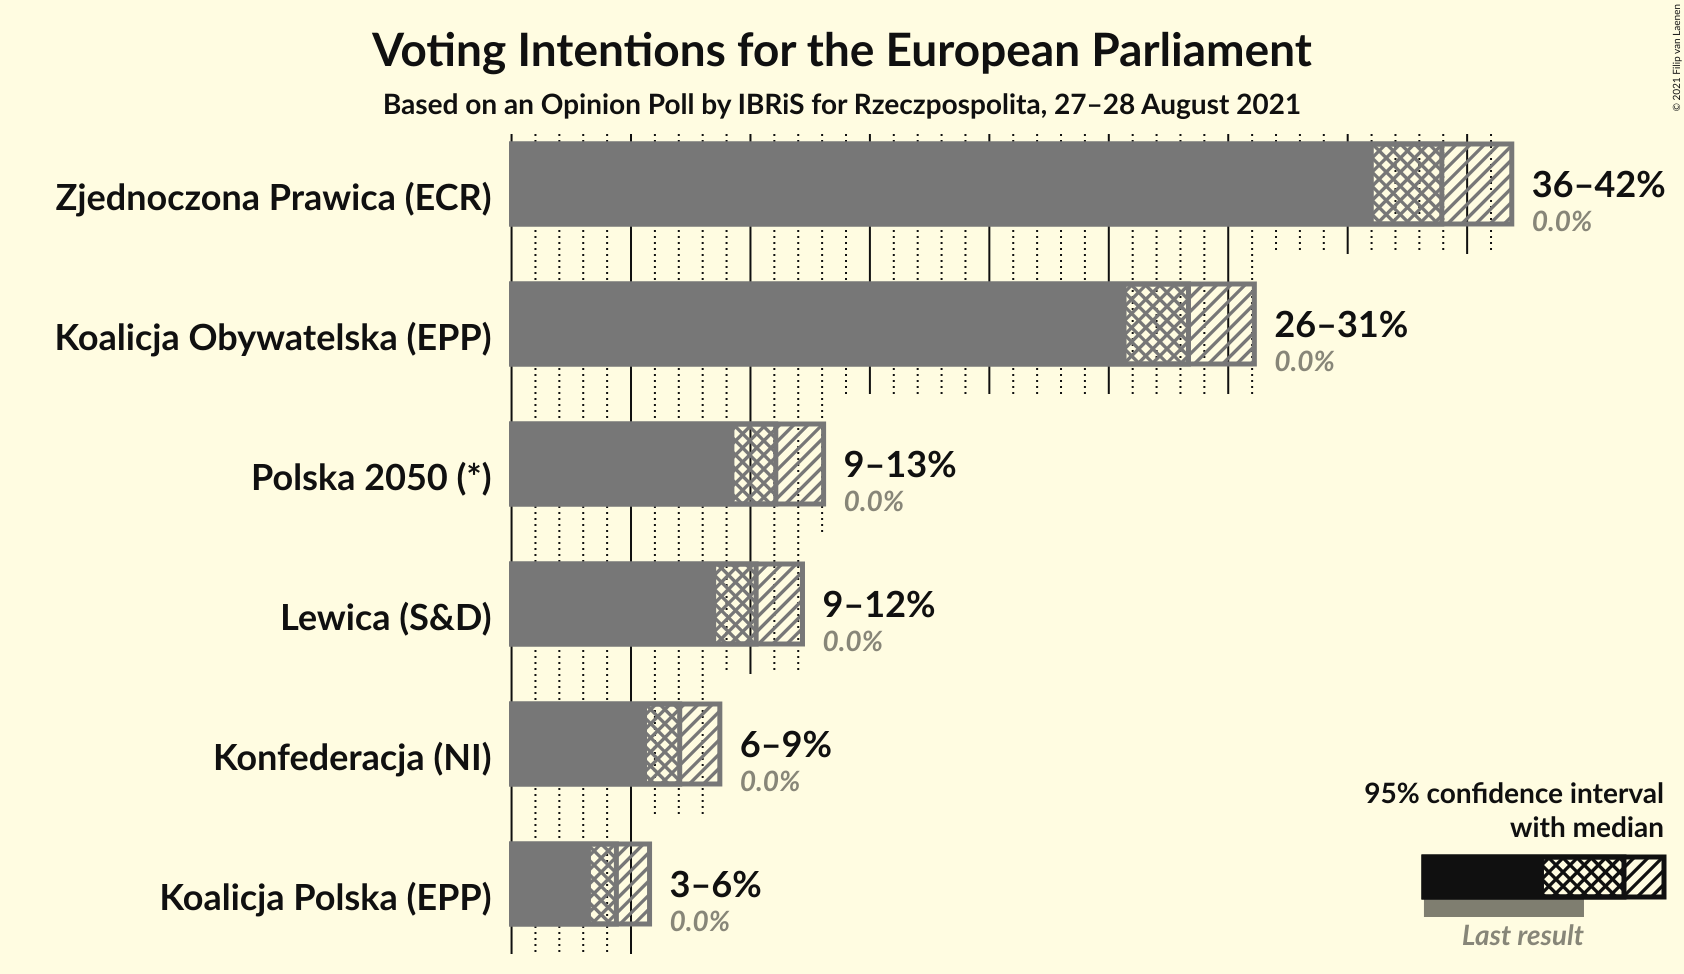 Voting Intentions for the European Parliament
Based on an Opinion Poll by IBRiS for Rzeczpospolita, 27–28 August 2021
© 2021 Filip van Laenen
Zjednoczona Prawica (ECR)
36–42%
0.0%
Koalicja Obywatelska (EPP)
26–31%
0.0%
Polska 2050 (*)
9–13%
0.0%
Lewica (S&D)
9–12%
0.0%
Konfederacja (NI)
6–9%
0.0%
Koalicja Polska (EPP)
3–6%
0.0%
95% confidence interval
with median
Last result